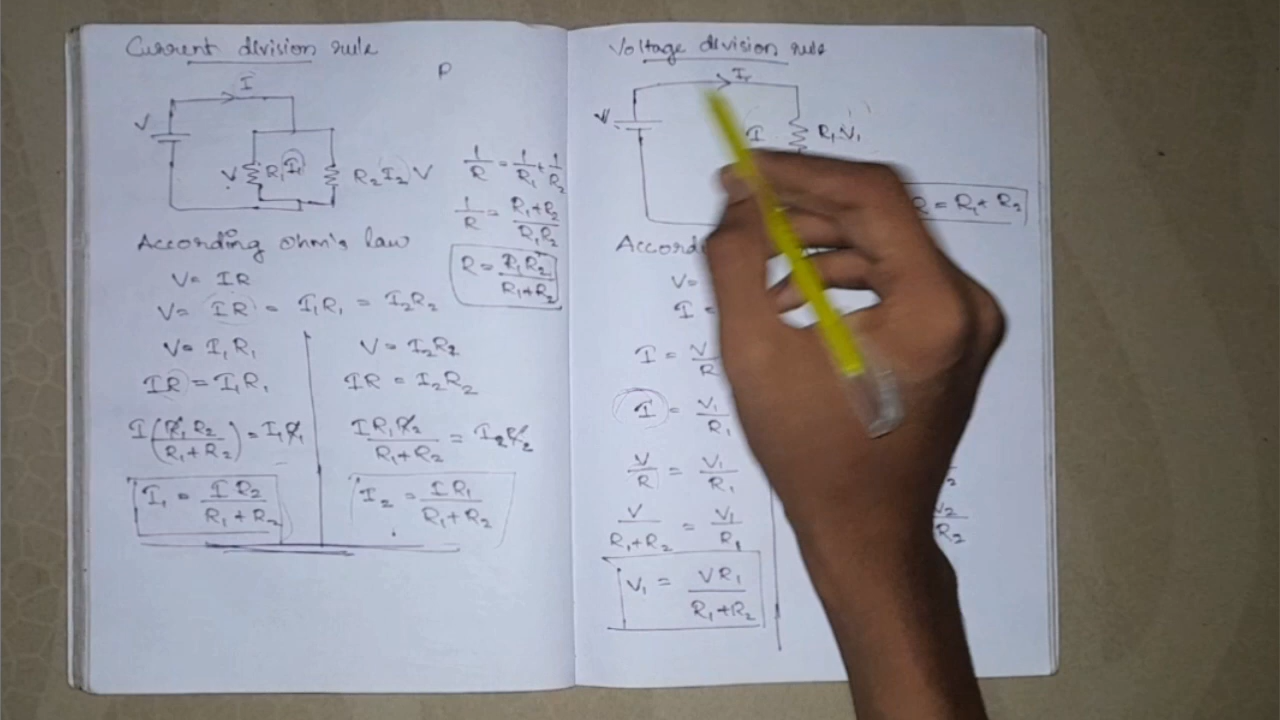 Current division rule
P
I
V
V R₁ I₁
R₂ I₂ V
1/R = 1/R₁ + 1/R₂
1/R = R₁+R₂/R₁R₂
R = R₁R₂/R₁+R₂
According ohm's law
V = IR
V = IR = I₁R₁ = I₂R₂
V = I₁R₁
V = I₂R₂
IR = I₁R₁
IR = I₂R₂
I(R₁R₂/R₁+R₂) = I₁R₁
IR₁R₂/R₁+R₂ = I₂R₂
I₁ = IR₂/R₁+R₂
I₂ = IR₁/R₁+R₂
Voltage division rule
I
V
I
R₁ V₁
R = R₁+R₂
Accord
V=
I =
I = V/R
I = V₁/R₁
V/R = V₁/R₁
V/R₁+R₂ = V₁/R₁
V₂/R₂
V₁ = VR₁/R₁+R₂